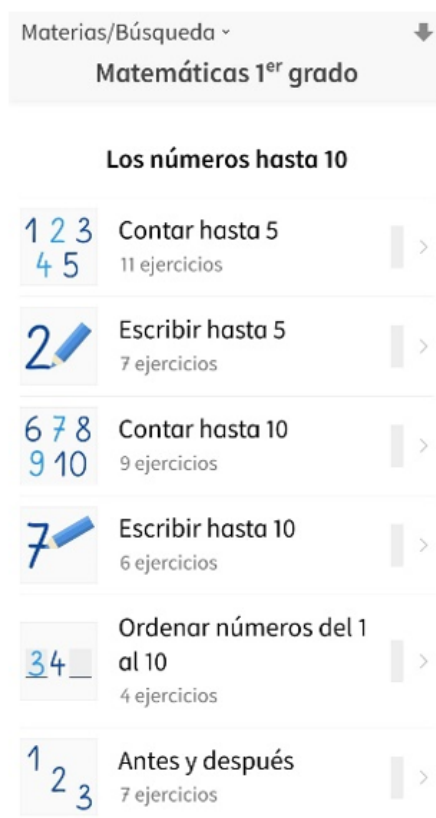 Materias/Búsqueda
Matemáticas 1er grado
Los números hasta 10
1 2 3
4 5
Contar hasta 5
11 ejercicios
2
Escribir hasta 5
7 ejercicios
6 7 8
9 10
Contar hasta 10
9 ejercicios
7
Escribir hasta 10
6 ejercicios
3 4 _
Ordenar números del 1
al 10
4 ejercicios
1
2
3
Antes y después
7 ejercicios